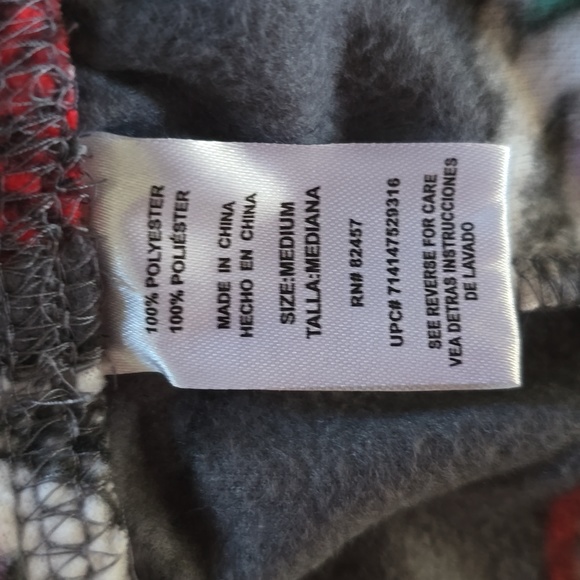 100% POLYESTER
100% POLIÉSTER
MADE IN CHINA
HECHO EN CHINA
SIZE:MEDIUM
TALLA:MEDIANA
RN# 82457
UPC# 714147529316
SEE REVERSE FOR CARE
VEA DETRAS INSTRUCCIONES
DE LAVADO